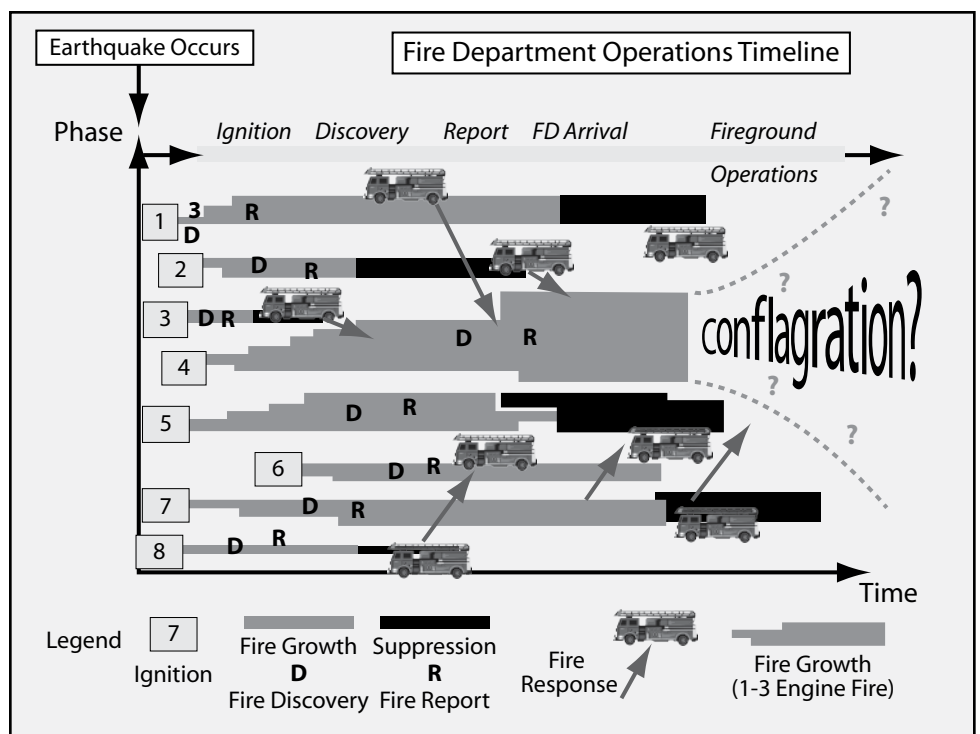 Earthquake Occurs
Fire Department Operations Timeline
Phase
Ignition Discovery Report FD Arrival Fireground
Operations
1 3 R
D
?
2 D R
?
3 D R
D R
conflagration?
4
?
5 D R
?
6 D R
7 D R
8 D R
Time
Legend 7
Ignition
Fire Growth
D
Fire Discovery
Suppression
R
Fire Report
Fire
Response
Fire Growth
(1-3 Engine Fire)